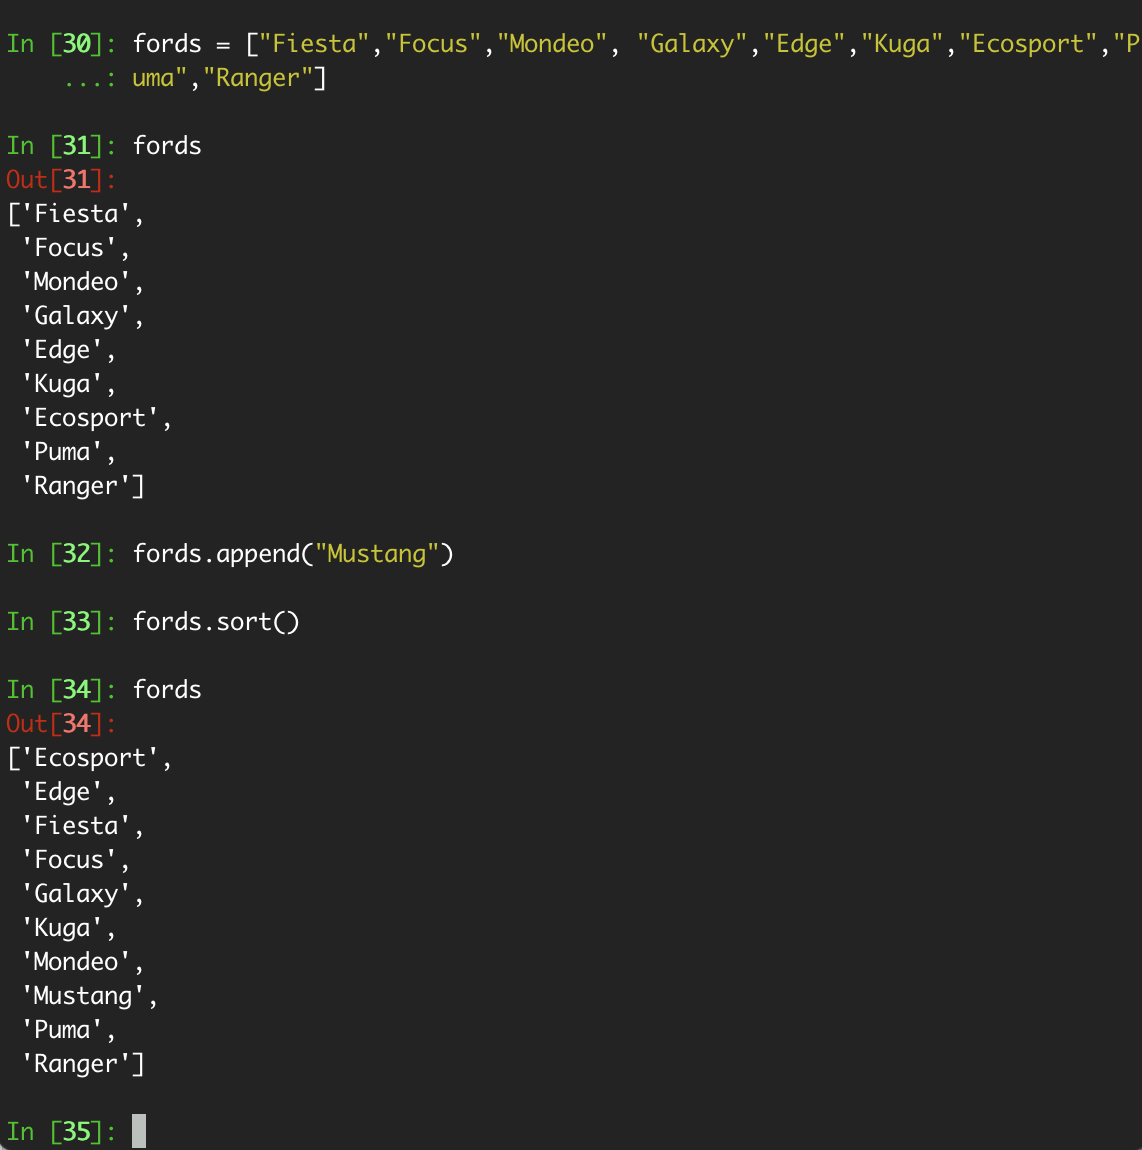 In [30]: fords = ["Fiesta","Focus","Mondeo", "Galaxy","Edge","Kuga","Ecosport","P
    ...: uma","Ranger"]
In [31]: fords
Out[31]:
['Fiesta',
 'Focus',
 'Mondeo',
 'Galaxy',
 'Edge',
 'Kuga',
 'Ecosport',
 'Puma',
 'Ranger']
In [32]: fords.append("Mustang")
In [33]: fords.sort()
In [34]: fords
Out[34]:
['Ecosport',
 'Edge',
 'Fiesta',
 'Focus',
 'Galaxy',
 'Kuga',
 'Mondeo',
 'Mustang',
 'Puma',
 'Ranger']
In [35]: